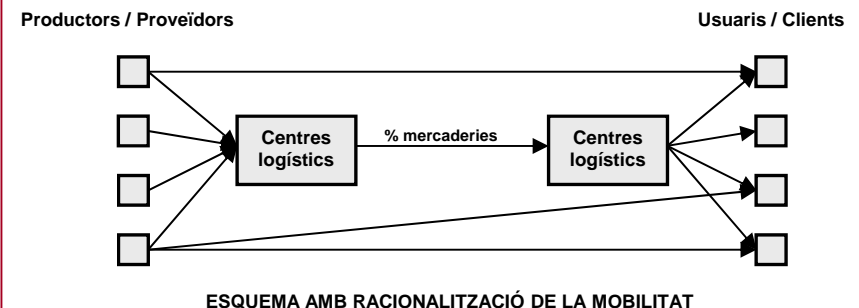 Productors / Proveïdors
Usuaris / Clients
Centres
logístics
% mercaderies
Centres
logístics
ESQUEMA AMB RACIONALITZACIÓ DE LA MOBILITAT